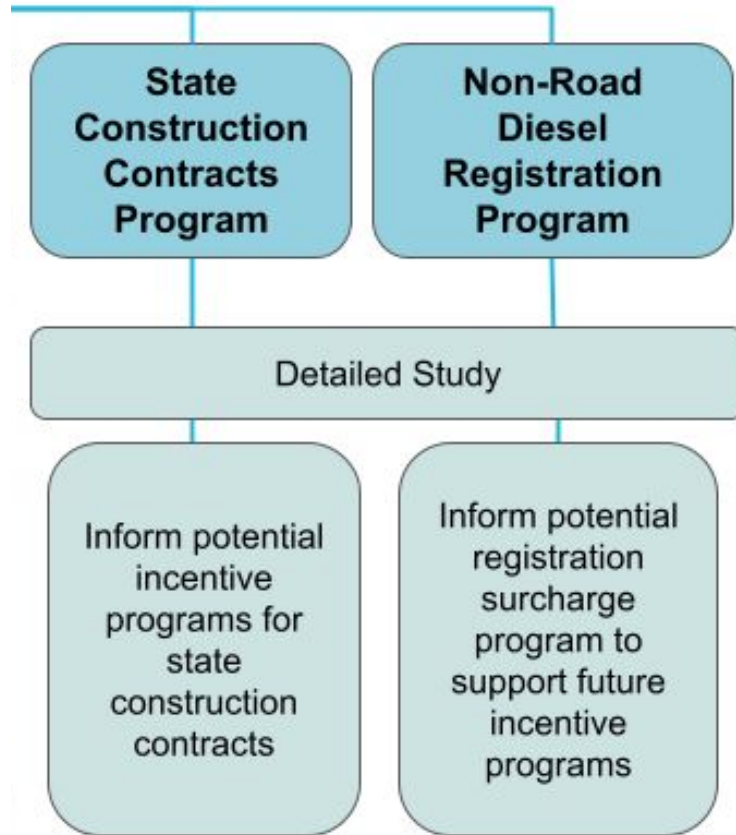 State
Construction
Contracts
Program
Non-Road
Diesel
Registration
Program
Detailed Study
Inform potential
incentive
programs for
state
construction
contracts
Inform potential
registration
surcharge
program to
support future
incentive
programs